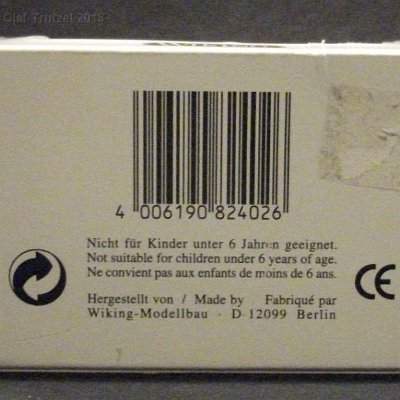 Olaf Trützel 2018
Wiking
4 006190 824026
Nicht für Kinder unter 6 Jahren geeignet.
Not suitable for children under 6 years of age.
Ne convient pas aux enfants de moins de 6 ans.
Hergestellt von / Made by Fabriqué par
Wiking-Modellbau · D 12099 Berlin
CE